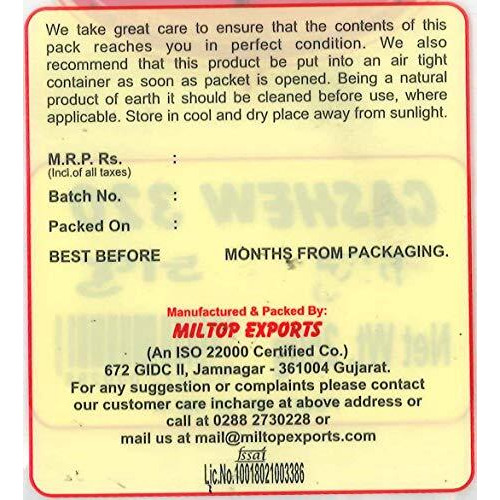 We take great care to ensure that the contents of this
pack reaches you in perfect condition. We also
recommend that this product be put into an air tight
container as soon as packet is opened. Being a natural
product of earth it should be cleaned before use, where
applicable. Store in cool and dry place away from sunlight.
M.R.P. Rs. :
(Incl.of all taxes)
Batch No. :
Packed On :
BEST BEFORE MONTHS FROM PACKAGING.
CASHEW 320
Net Wt.
Manufactured & Packed By:
MILTOP EXPORTS
(An ISO 22000 Certified Co.)
672 GIDC II, Jamnagar - 361004 Gujarat.
For any suggestion or complaints please contact
our customer care incharge at above address or
call at 0288 2730228 or
mail us at mail@miltopexports.com
fssai
Lic.No.10018021003386